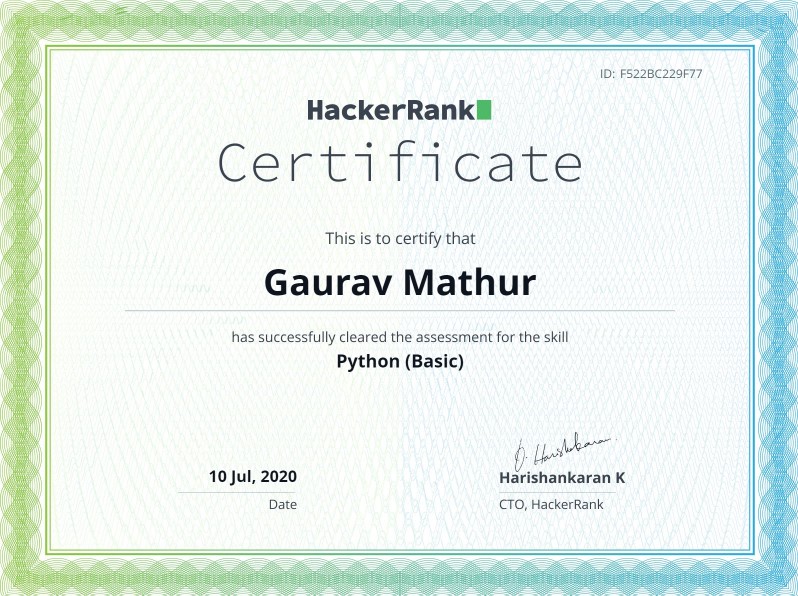 ID: F522BC229F77
HackerRank
Certificate
This is to certify that
Gaurav Mathur
has successfully cleared the assessment for the skill
Python (Basic)
10 Jul, 2020
Date
D. Harishankaran.
Harishankaran K
CTO, HackerRank